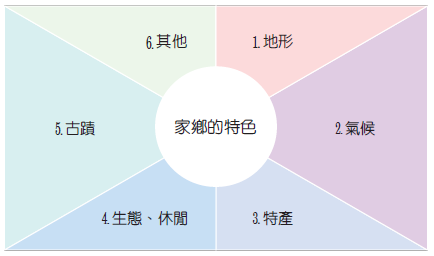 家鄉的特色
1.地形
2.氣候
3.特產
4.生態、休閒
5.古蹟
6.其他